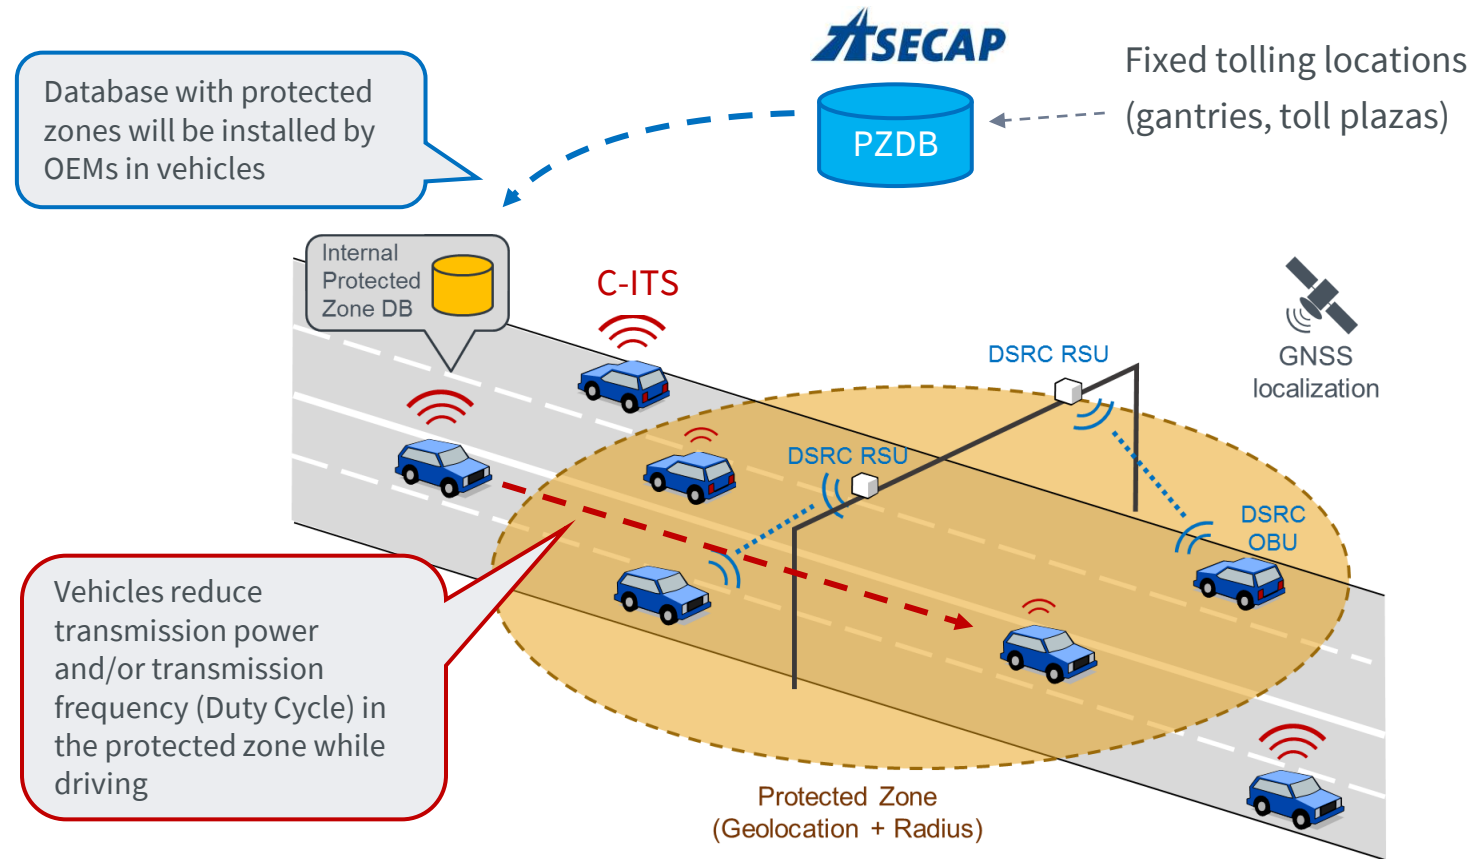 ASECAP
Fixed tolling locations
(gantries, toll plazas)
PZDB
Database with protected
zones will be installed by
OEMs in vehicles
Internal
Protected
Zone DB
C-ITS
GNSS
localization
DSRC RSU
DSRC RSU
DSRC
OBU
Vehicles reduce
transmission power
and/or transmission
frequency (Duty Cycle) in
the protected zone while
driving
Protected Zone
(Geolocation + Radius)